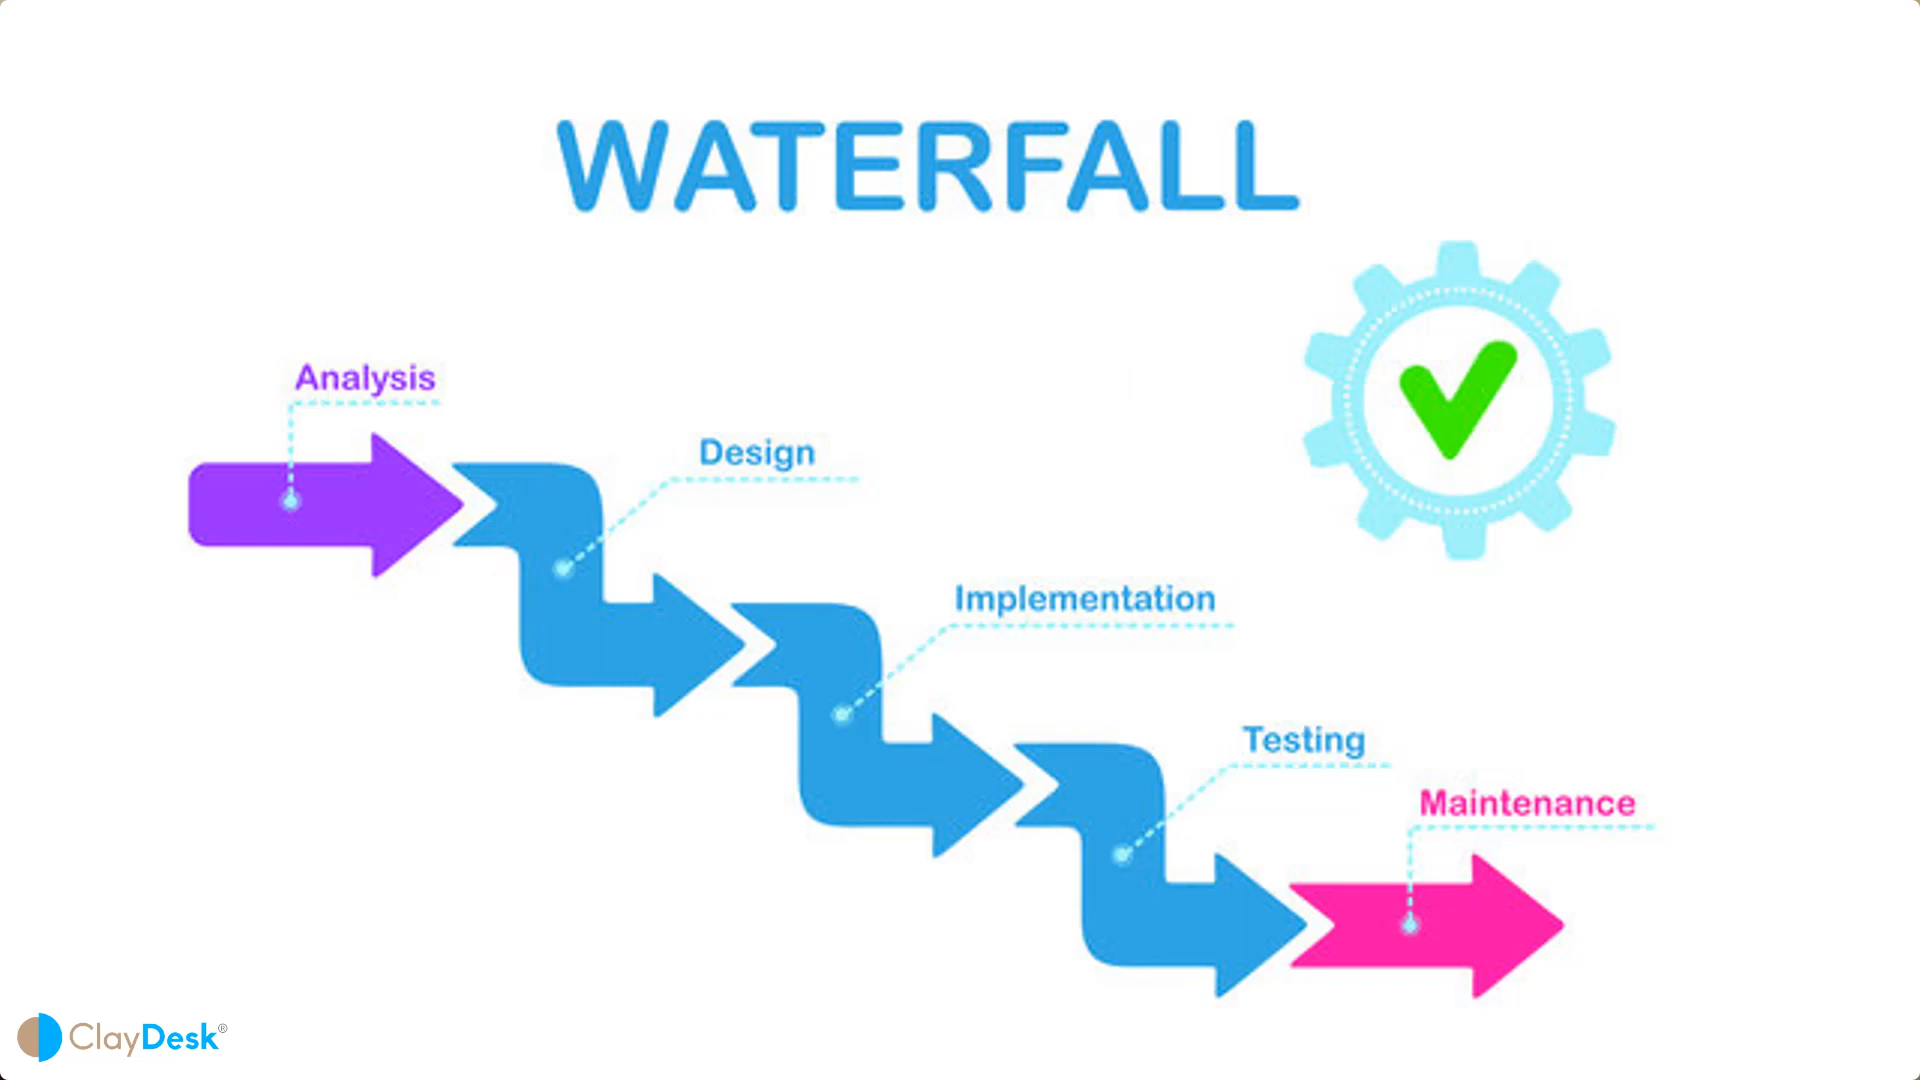 WATERFALL
Analysis
Design
Implementation
Testing
Maintenance
ClayDesk®